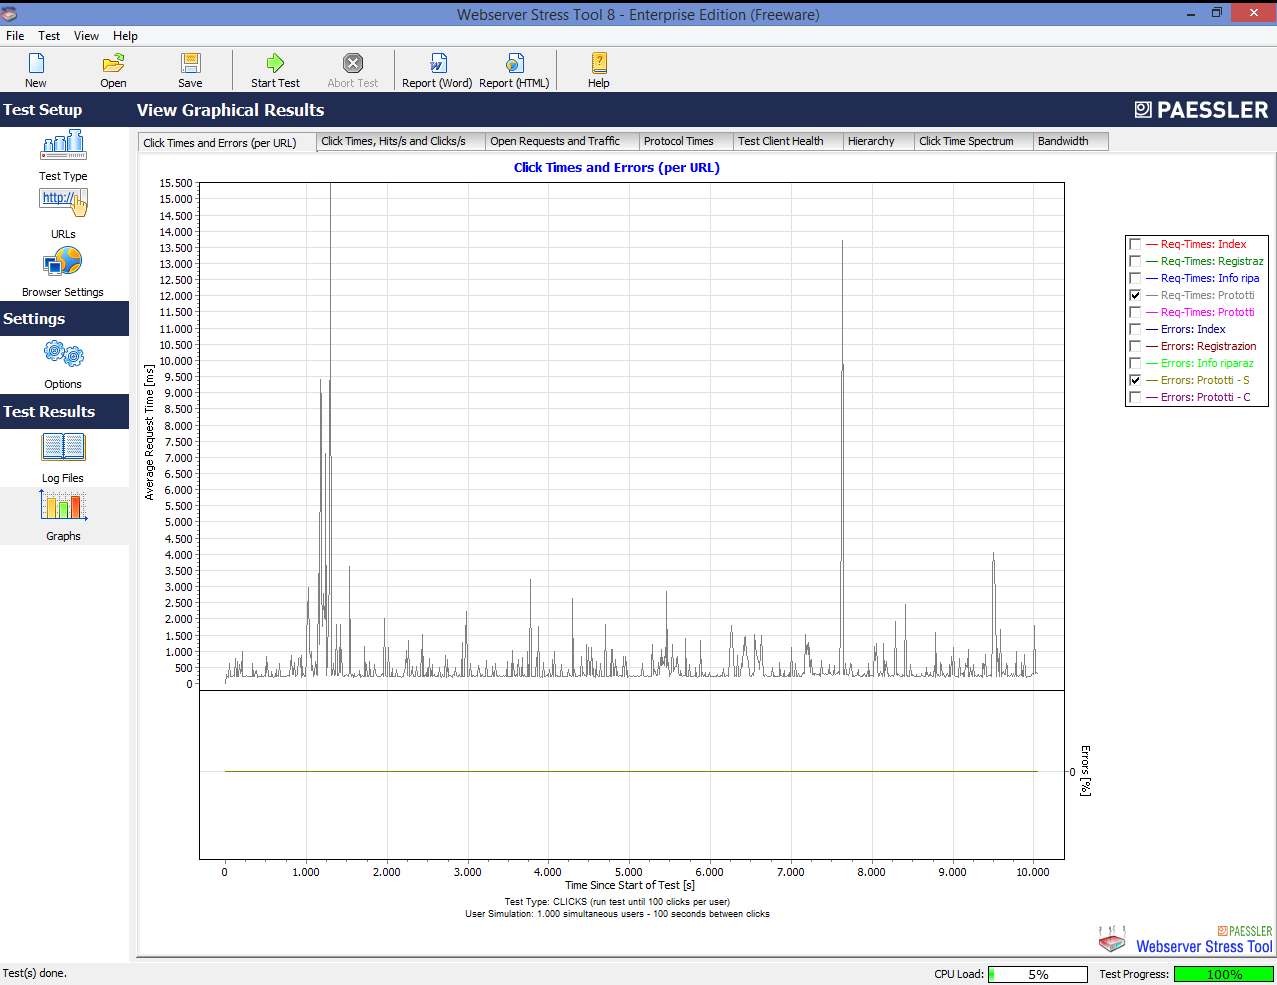 Webserver Stress Tool 8 - Enterprise Edition (Freeware)
File Test View Help
New Open Save Start Test Abort Test Report (Word) Report (HTML) Help
Test Setup
View Graphical Results
PAESSLER
Test Type
http://
URLs
Browser Settings
Settings
Options
Test Results
Log Files
Graphs
Click Times and Errors (per URL) Click Times, Hits/s and Clicks/s Open Requests and Traffic Protocol Times Test Client Health Hierarchy Click Time Spectrum Bandwidth
Click Times and Errors (per URL)
15.500
15.000
14.500
14.000
13.500
13.000
12.500
12.000
11.500
11.000
10.500
10.000
9.500
9.000
8.500
8.000
7.500
7.000
6.500
6.000
5.500
5.000
4.500
4.000
3.500
3.000
2.500
2.000
1.500
1.000
500
0
Average Request Time [ms]
Req-Times: Index
Req-Times: Registraz
Req-Times: Info ripa
Req-Times: Prototti
Req-Times: Prototti
Errors: Index
Errors: Registrazion
Errors: Info riparaz
Errors: Prototti - S
Errors: Prototti - C
0
Errors [%]
0 1.000 2.000 3.000 4.000 5.000 6.000 7.000 8.000 9.000 10.000
Time Since Start of Test [s]
Test Type: CLICKS (run test until 100 clicks per user)
User Simulation: 1.000 simultaneous users - 100 seconds between clicks
PAESSLER
Webserver Stress Tool
Test(s) done.
CPU Load: 5% Test Progress: 100%